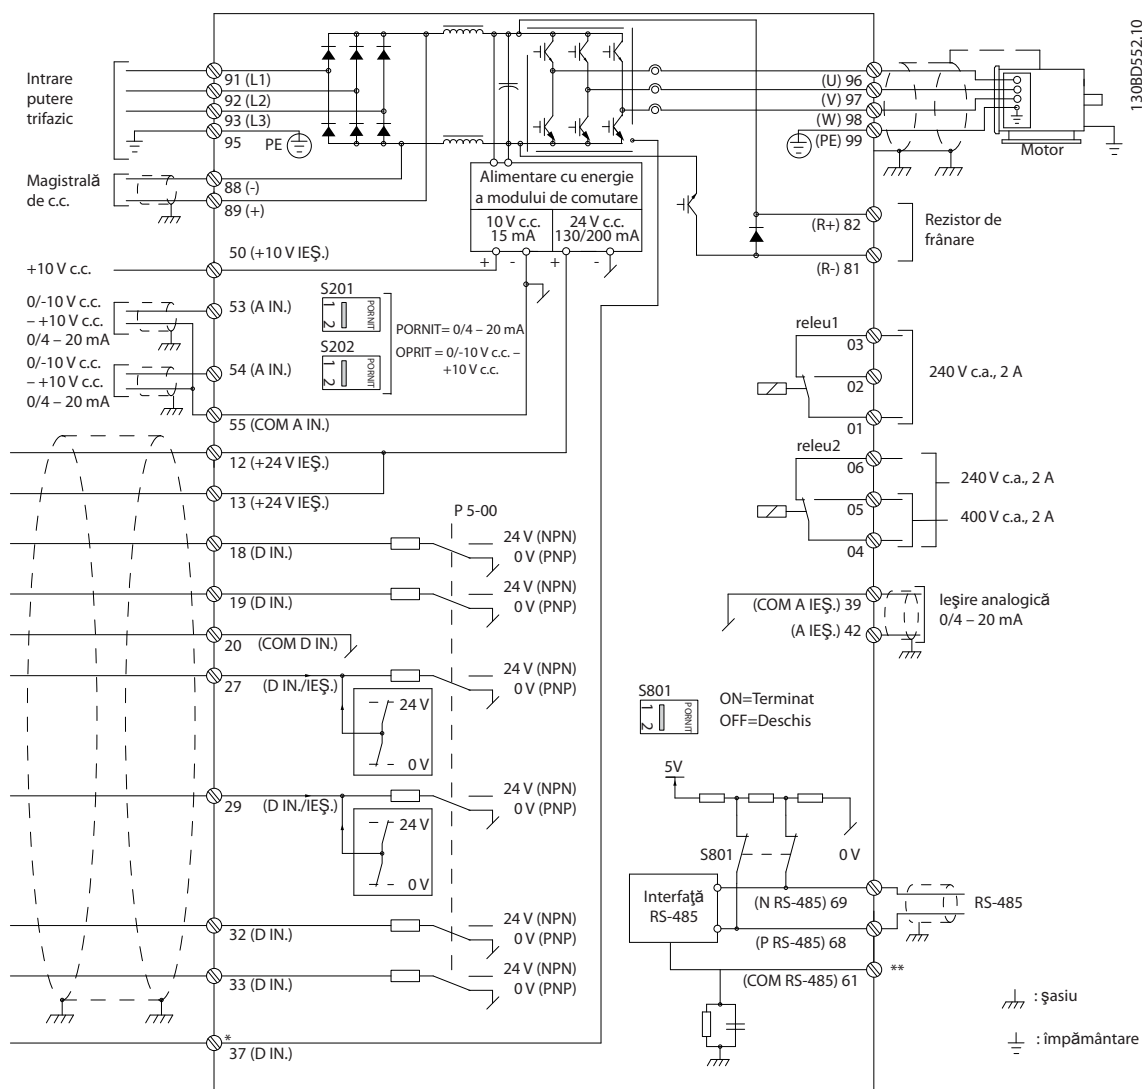 130BD552.10
Intrare
putere
trifazic
91 (L1)
92 (L2)
93 (L3)
95
PE
Magistrală
de c.c.
88 (-)
89 (+)
Alimentare cu energie
a modului de comutare
10 V c.c.
15 mA
24 V c.c.
130/200 mA
+ - + -
(U) 96
(V) 97
(W) 98
(PE) 99
Motor
(R+) 82
(R-) 81
Rezistor de
frânare
50 (+10 V IEŞ.)
+10 V c.c.
0/-10 V c.c.
– +10 V c.c.
0/4 – 20 mA
53 (A IN.)
0/-10 V c.c.
– +10 V c.c.
0/4 – 20 mA
54 (A IN.)
55 (COM A IN.)
S201
1 2
PORNIT
S202
1 2
PORNIT
PORNIT= 0/4 – 20 mA
OPRIT = 0/-10 V c.c. –
+10 V c.c.
releu1
03
02
01
240 V c.a., 2 A
releu2
06
05
04
240 V c.a., 2 A
400 V c.a., 2 A
12 (+24 V IEŞ.)
13 (+24 V IEŞ.)
P 5-00
18 (D IN.)
24 V (NPN)
0 V (PNP)
19 (D IN.)
24 V (NPN)
0 V (PNP)
20
(COM D IN.)
27
(D IN./IEŞ.)
24 V (NPN)
0 V (PNP)
24 V
0 V
29
(D IN./IEŞ.)
24 V (NPN)
0 V (PNP)
24 V
0 V
32 (D IN.)
24 V (NPN)
0 V (PNP)
33 (D IN.)
24 V (NPN)
0 V (PNP)
*
37 (D IN.)
(COM A IEŞ.) 39
(A IEŞ.) 42
Ieşire analogică
0/4 – 20 mA
S801
1 2
PORNIT
ON=Terminat
OFF=Deschis
5V
S801
0 V
Interfaţă
RS-485
(N RS-485) 69
(P RS-485) 68
(COM RS-485) 61
RS-485
**
: şasiu
: împământare